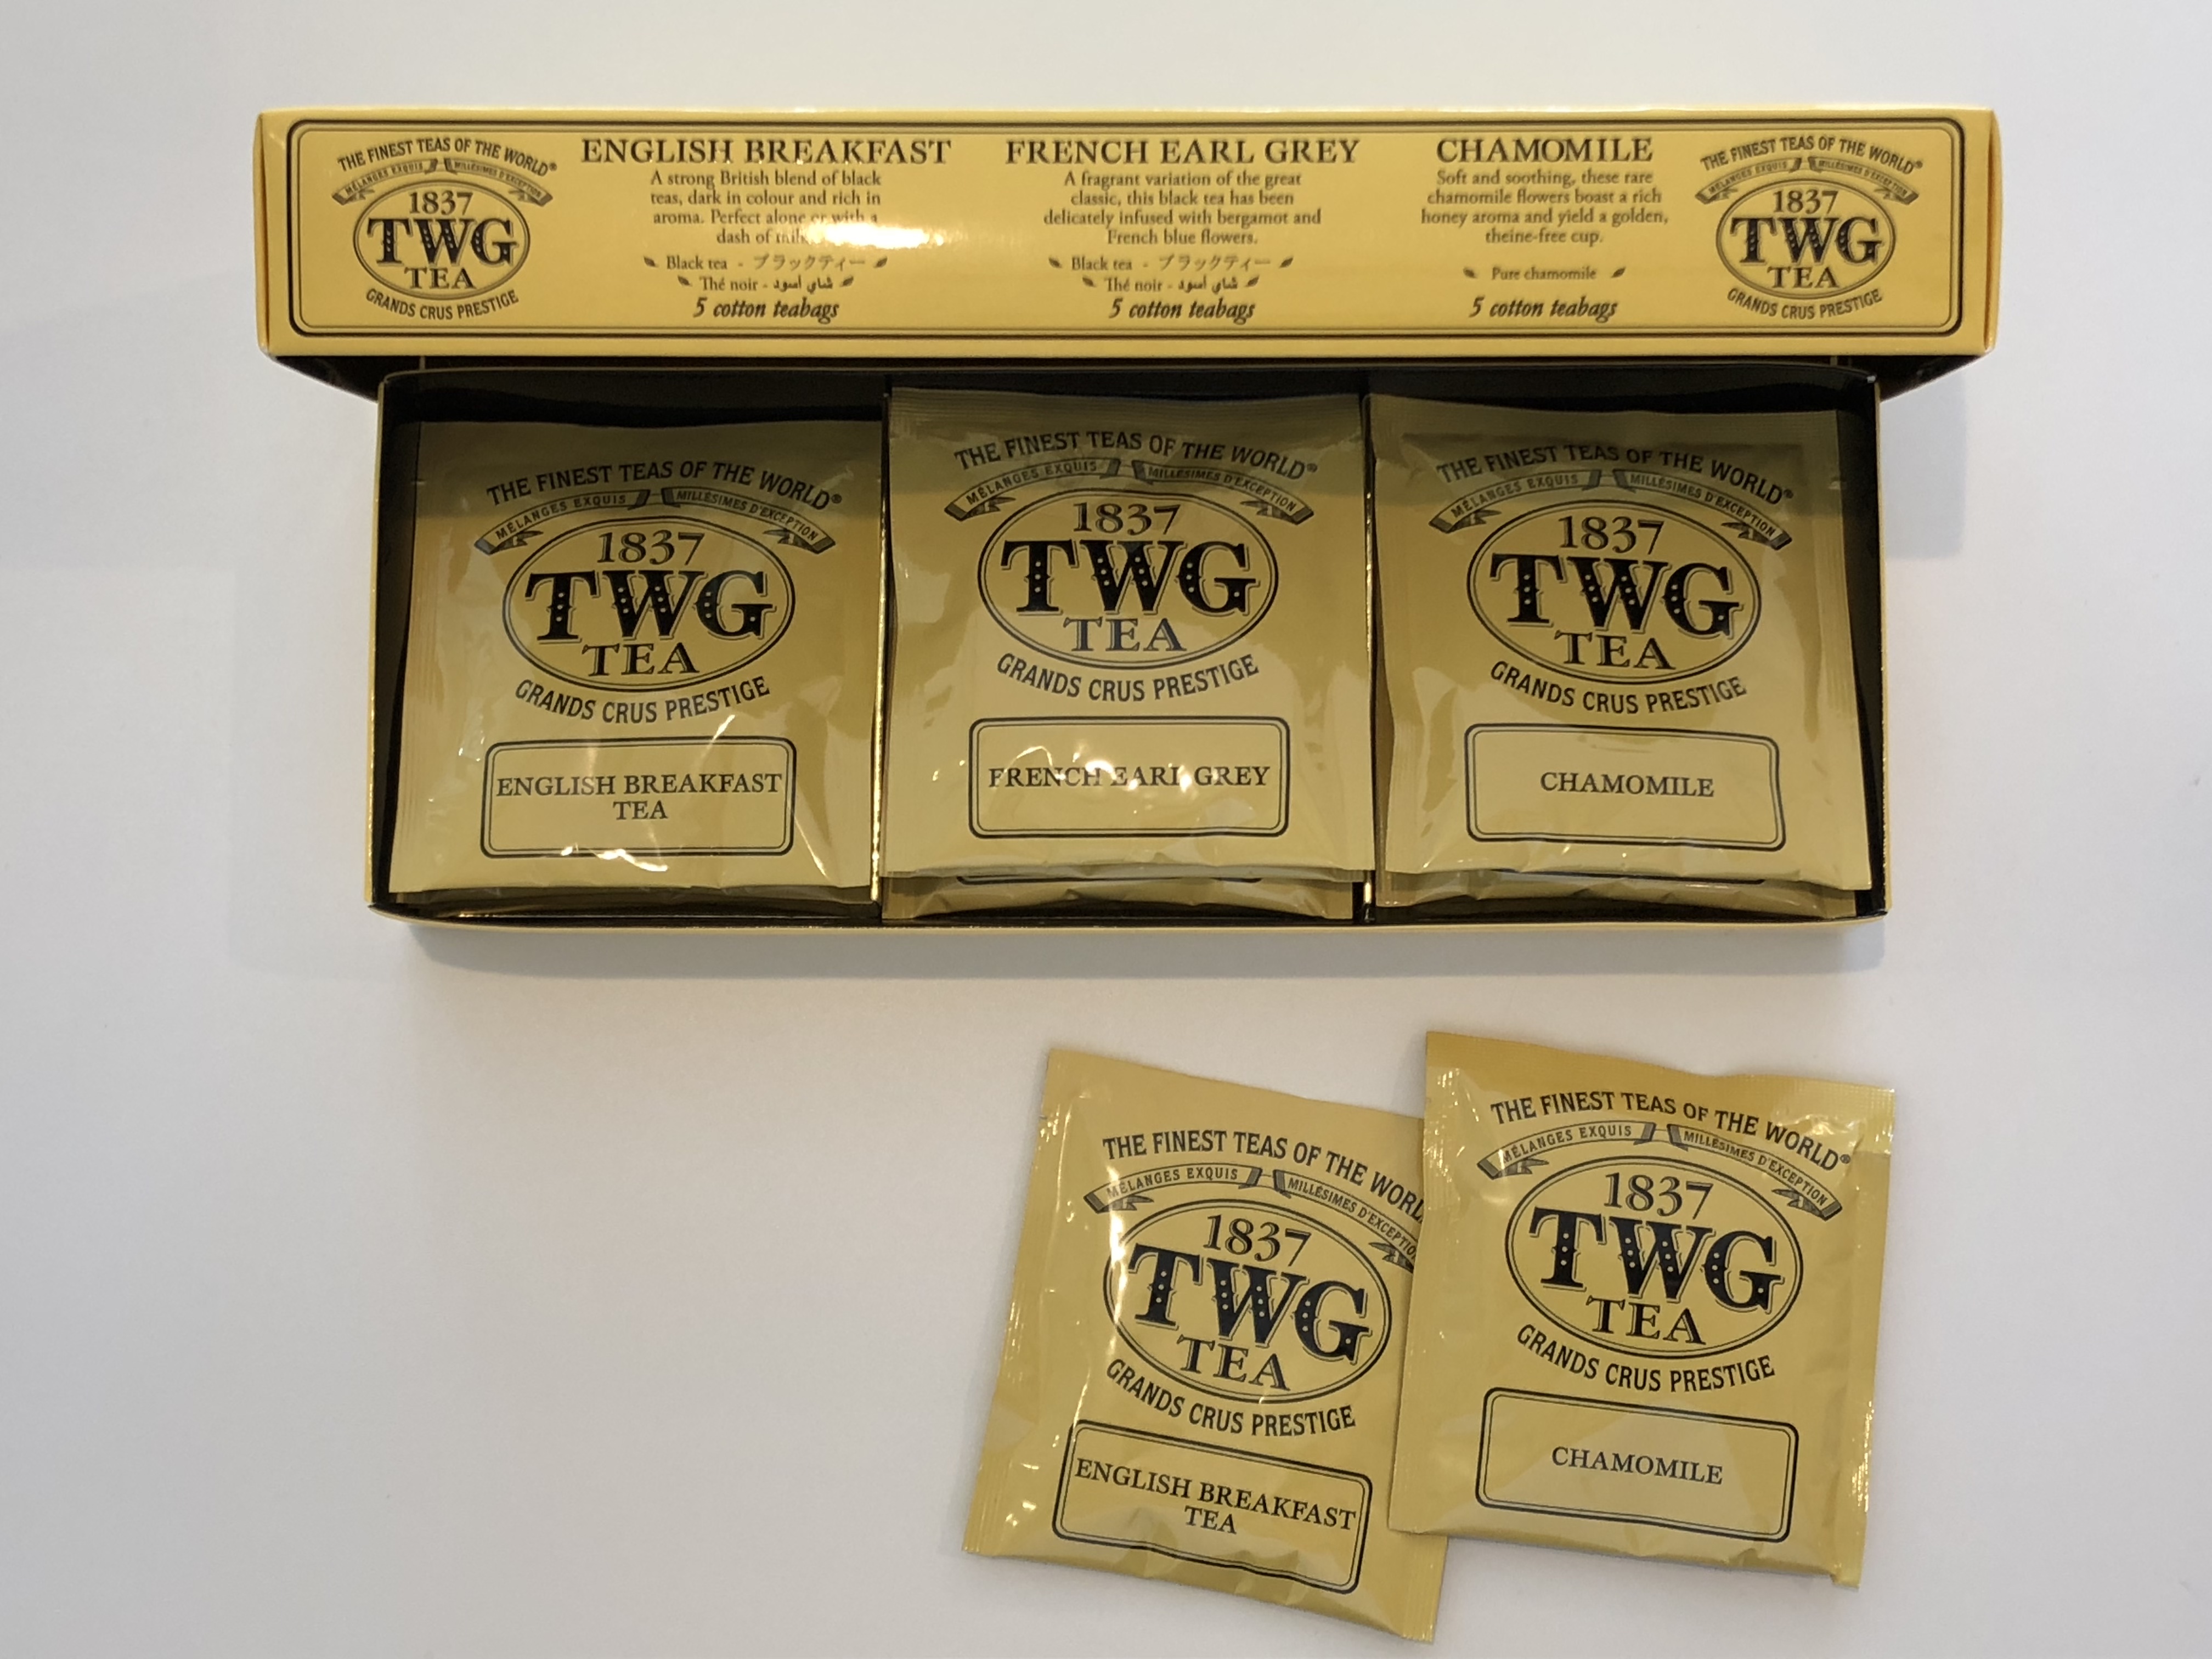 THE FINEST TEAS OF THE WORLD®
MÉLANGES EXQUIS MILLÉSIMES D'EXCEPTION
1837
TWG
TEA
GRANDS CRUS PRESTIGE
ENGLISH BREAKFAST
A strong British blend of black
teas, dark in colour and rich in
aroma. Perfect alone or with a
dash of
Black tea - ブラックティー
Thé noir - شاي أسود
5 cotton teabags
FRENCH EARL GREY
A fragrant variation of the great
classic, this black tea has been
delicately infused with bergamot and
French blue flowers.
Black tea - ブラックティー
Thé noir - شاي أسود
5 cotton teabags
CHAMOMILE
Soft and soothing, these rare
chamomile flowers boast a rich
honey aroma and yield a golden,
theine-free cup.
Pure chamomile
5 cotton teabags
THE FINEST TEAS OF THE WORLD®
MÉLANGES EXQUIS MILLÉSIMES D'EXCEPTION
1837
TWG
TEA
GRANDS CRUS PRESTIGE
THE FINEST TEAS OF THE WORLD®
MÉLANGES EXQUIS MILLÉSIMES D'EXCEPTION
1837
TWG
TEA
GRANDS CRUS PRESTIGE
ENGLISH BREAKFAST
TEA
THE FINEST TEAS OF THE WORLD®
MÉLANGES EXQUIS MILLÉSIMES D'EXCEPTION
1837
TWG
TEA
GRANDS CRUS PRESTIGE
FRENCH EARL GREY
THE FINEST TEAS OF THE WORLD®
MÉLANGES EXQUIS MILLÉSIMES D'EXCEPTION
1837
TWG
TEA
GRANDS CRUS PRESTIGE
CHAMOMILE
THE FINEST TEAS OF THE WORL
MÉLANGES EXQUIS MILLÉSIMES D'EXCEPTIO
1837
TWG
TEA
GRANDS CRUS PRESTIGE
ENGLISH BREAKFAST
TEA
THE FINEST TEAS OF THE WORLD®
MÉLANGES EXQUIS MILLÉSIMES D'EXCEPTION
1837
TWG
TEA
GRANDS CRUS PRESTIGE
CHAMOMILE